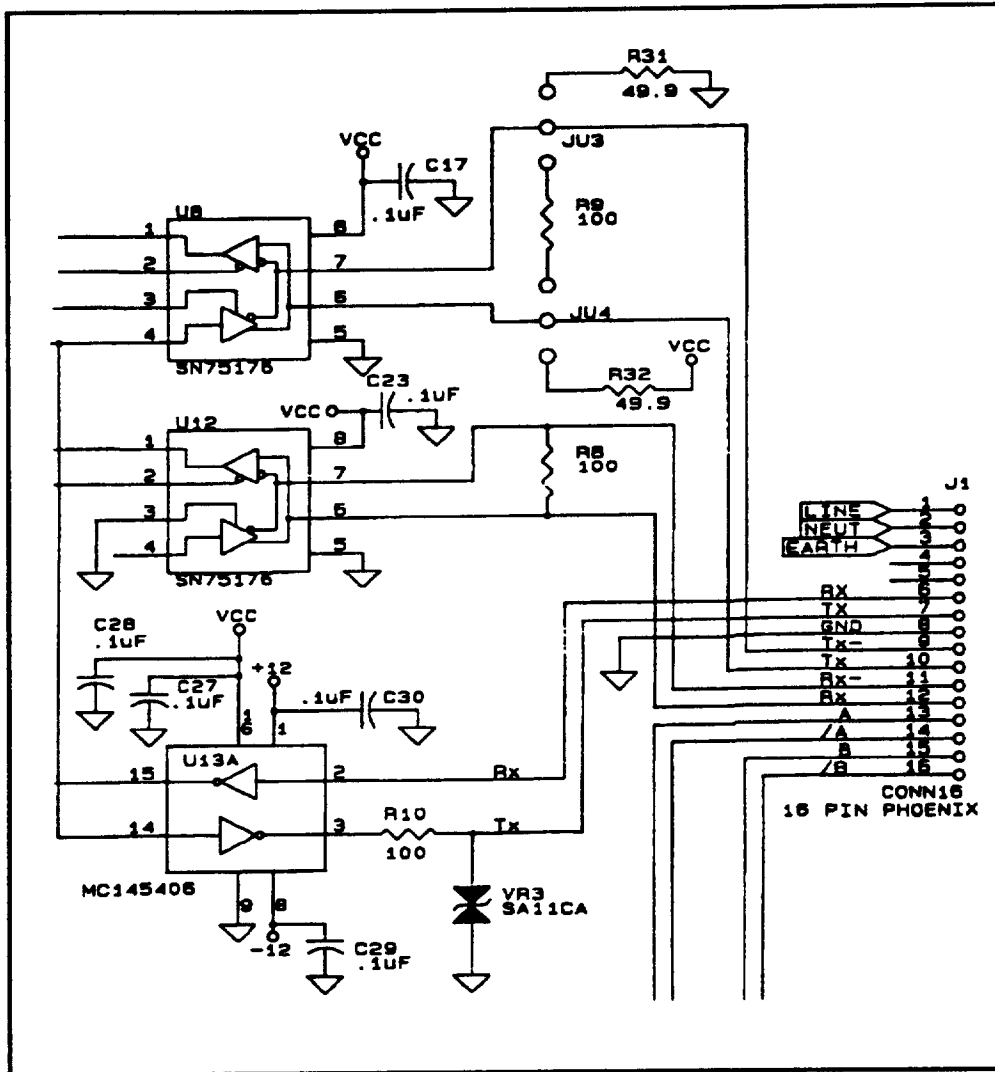 R31
49.9
JU3
VCC
C17
.1uF
R9
100
U8
1
2
3
4
8
7
6
5
SN75176
JU4
VCC
R32
49.9
C23
.1uF
VCC
U12
1
2
3
4
8
7
6
5
SN75176
R8
100
J1
LINE 1
NEUT 2
EARTH 3
4
5
RX 6
TX 7
GND 8
Tx- 9
Tx 10
Rx- 11
Rx 12
A 13
/A 14
B 15
/B 16
CONN16
16 PIN PHOENIX
VCC
C28
.1uF
+12
C27
.1uF
.1uF
C30
16
1
U13A
15
2
Rx
14
3
R10
100
Tx
MC145406
9
8
-12
C29
.1uF
VR3
SA11CA